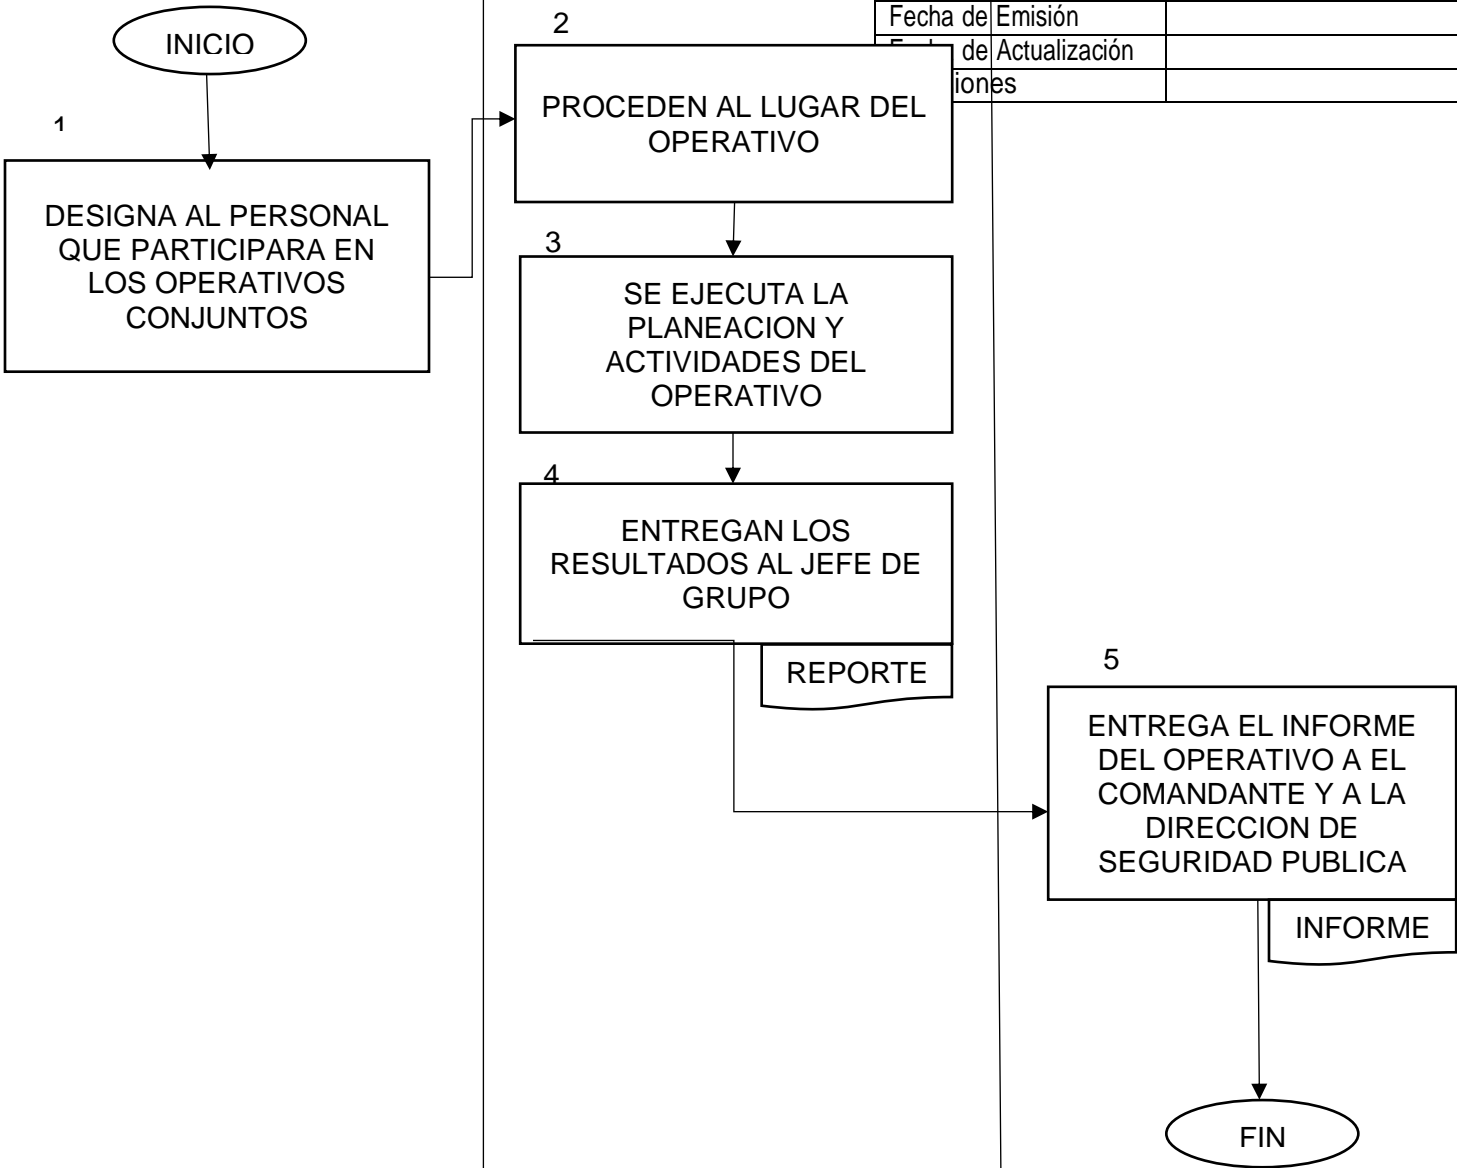 INICIO
1
DESIGNA AL PERSONAL
QUE PARTICIPARA EN
LOS OPERATIVOS
CONJUNTOS
2
Fecha de Emisión
de Actualización
iones
PROCEDEN AL LUGAR DEL
OPERATIVO
3
SE EJECUTA LA
PLANEACION Y
ACTIVIDADES DEL
OPERATIVO
4
ENTREGAN LOS
RESULTADOS AL JEFE DE
GRUPO
REPORTE
5
ENTREGA EL INFORME
DEL OPERATIVO A EL
COMANDANTE Y A LA
DIRECCION DE
SEGURIDAD PUBLICA
INFORME
FIN